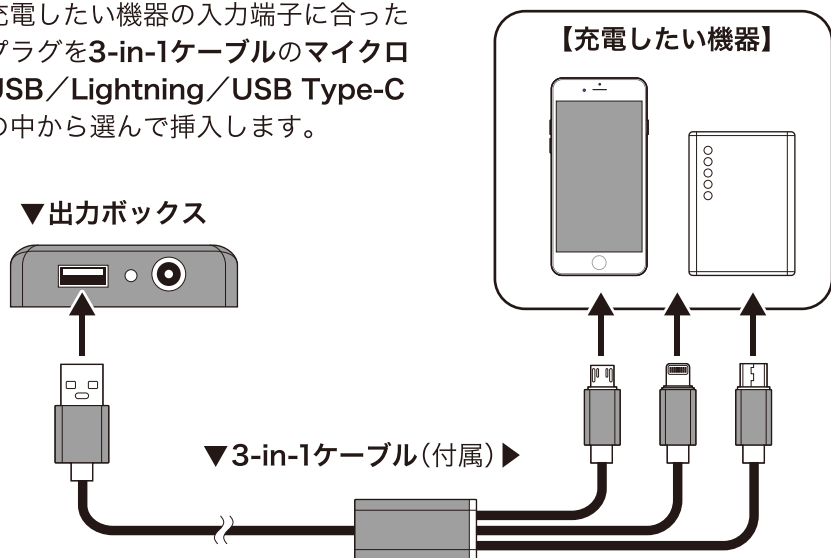 充電したい機器の入力端子に合った
プラグを3-in-1ケーブルのマイクロ
USB／Lightning／USB Type-C
の中から選んで挿入します。
【充電したい機器】
▼出力ボックス
▼3-in-1ケーブル（付属）▶